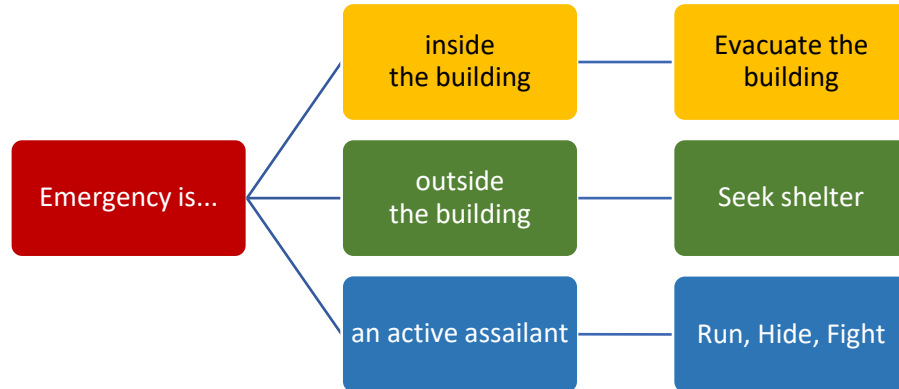 Emergency is...
inside
the building
Evacuate the
building
outside
the building
Seek shelter
an active assailant
Run, Hide, Fight